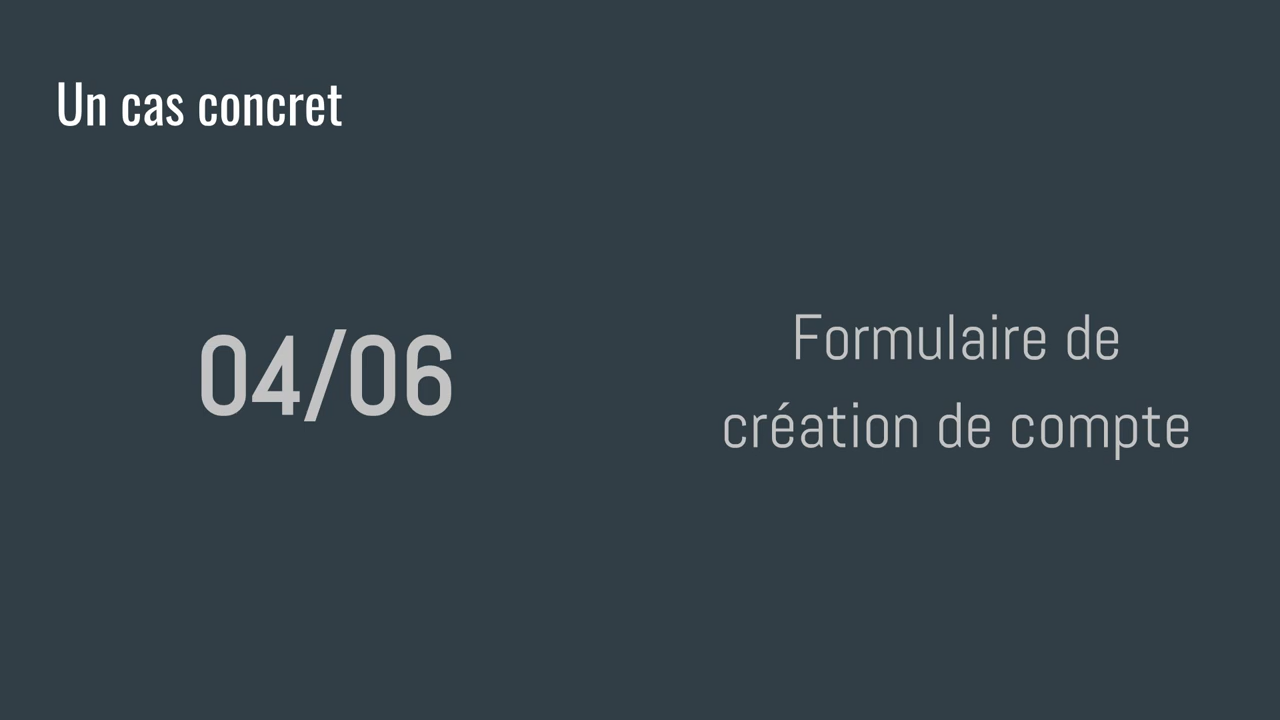 Un cas concret
04/06
Formulaire de
création de compte